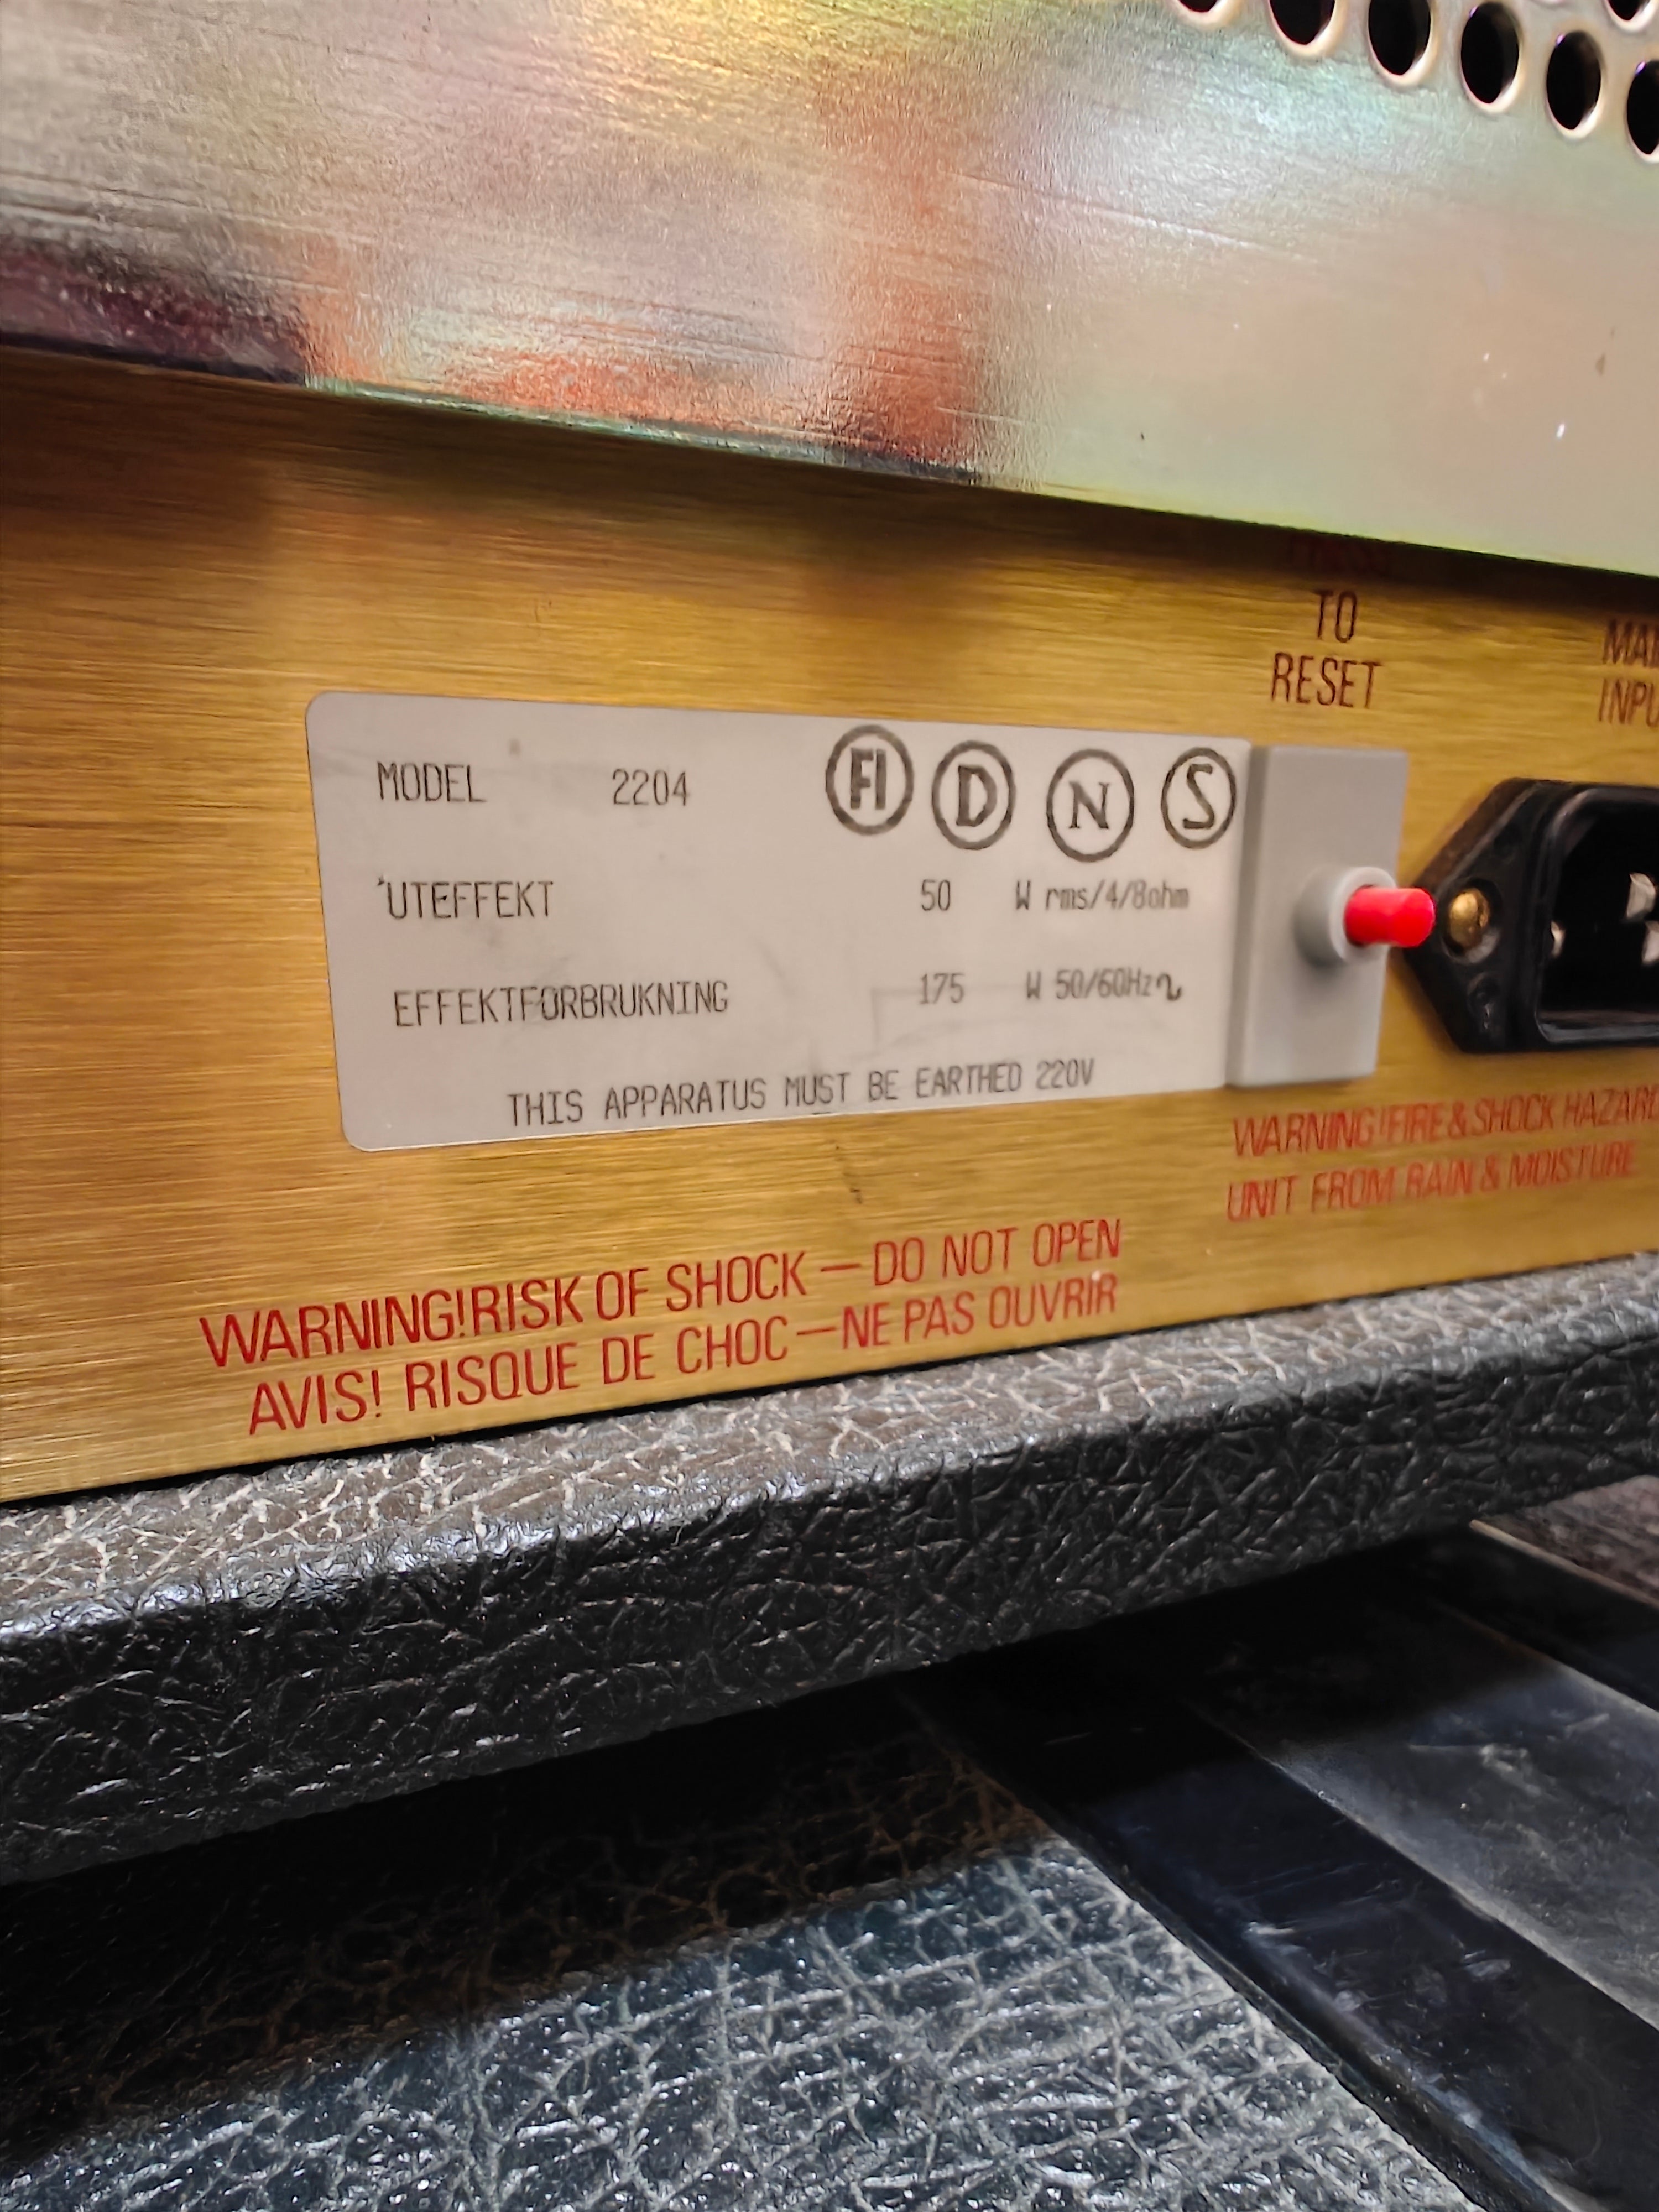 TO
RESET
MODEL 2204 FI D N S
UTEFFEKT 50 W rms/4/8ohm
EFFEKTFØRBRUKNING 175 W 50/60Hz∿
THIS APPARATUS MUST BE EARTHED 220V
WARNING!FIRE&SHOCK HAZARD
UNIT FROM RAIN & MOISTURE
WARNING!RISK OF SHOCK — DO NOT OPEN
AVIS! RISQUE DE CHOC — NE PAS OUVRIR